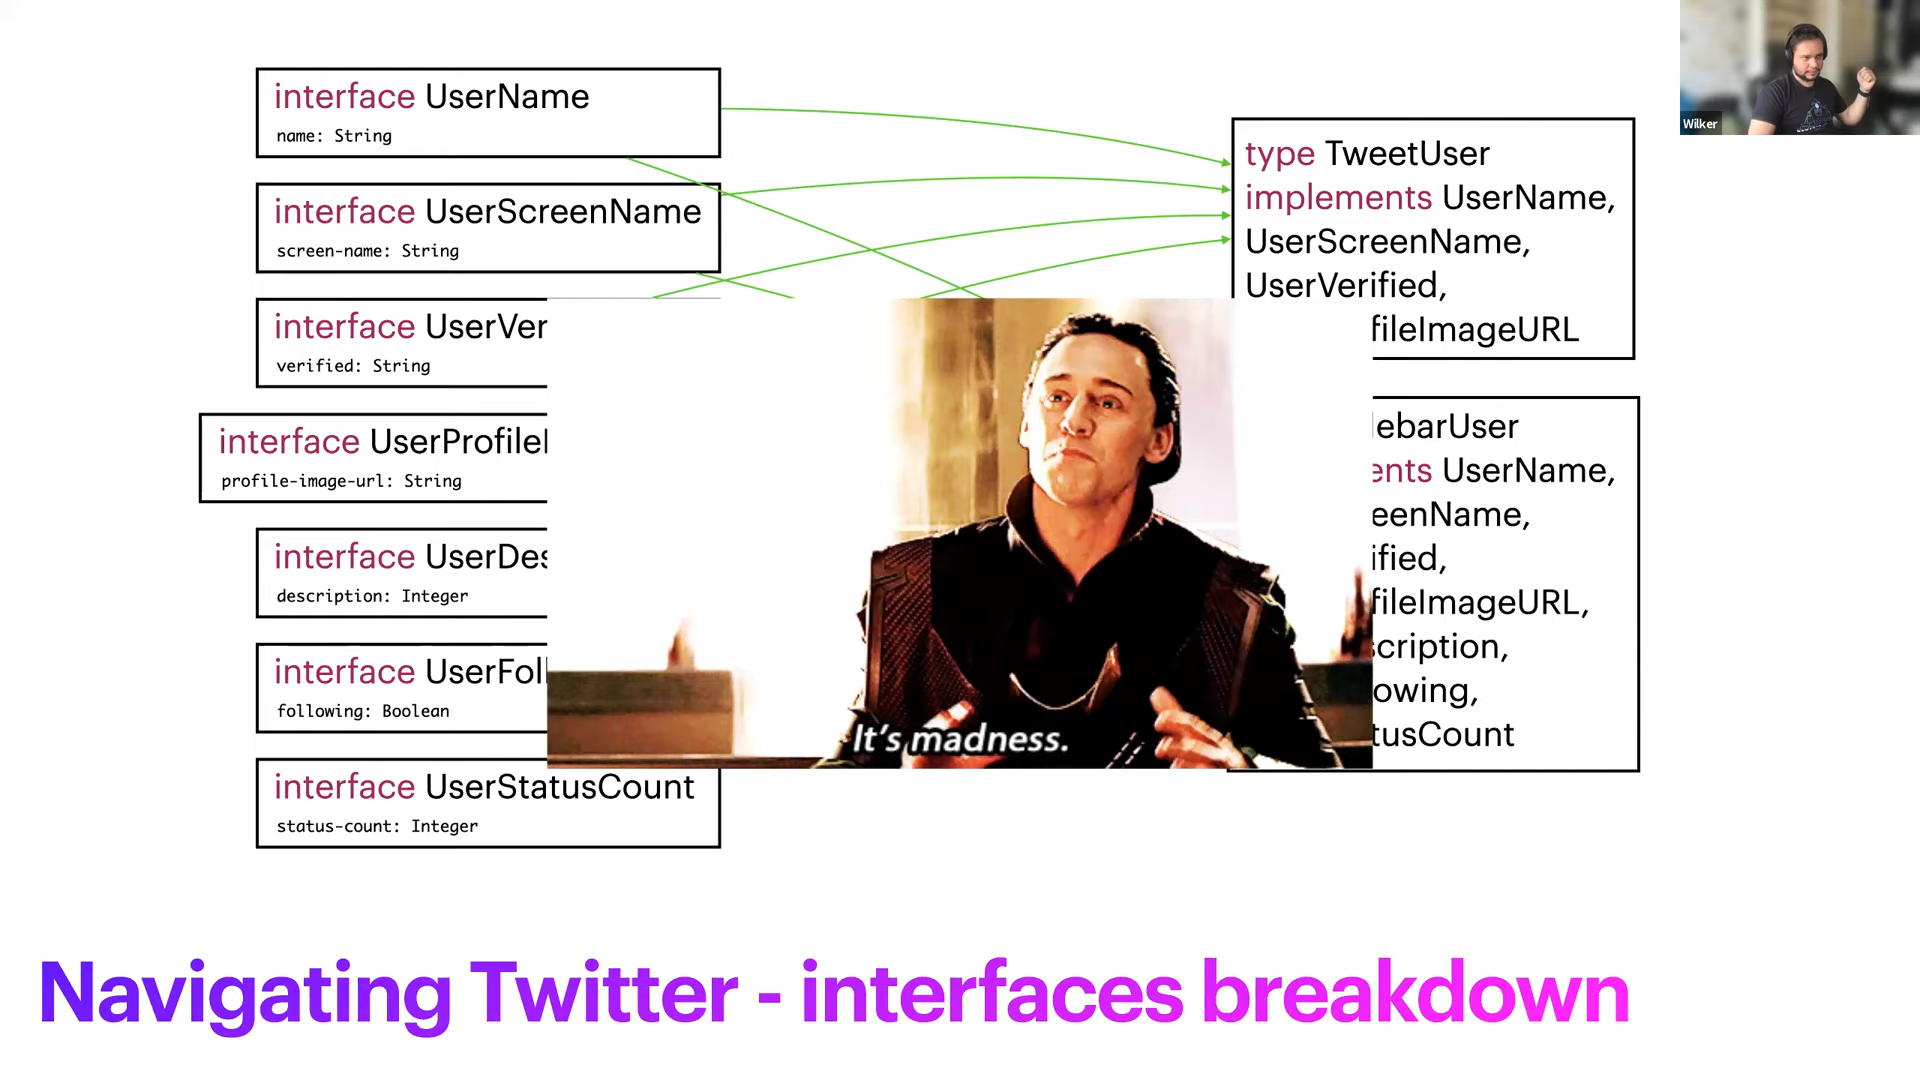 interface UserName
name: String
interface UserScreenName
screen-name: String
interface UserVer
verified: String
interface UserProfile
profile-image-url: String
interface UserDes
description: Integer
interface UserFol
following: Boolean
interface UserStatusCount
status-count: Integer
type TweetUser
implements UserName,
UserScreenName,
UserVerified,
fileImageURL
ebarUser
ents UserName,
eenName,
ified,
fileImageURL,
cription,
owing,
tusCount
It's madness.
Wilker
Navigating Twitter - interfaces breakdown